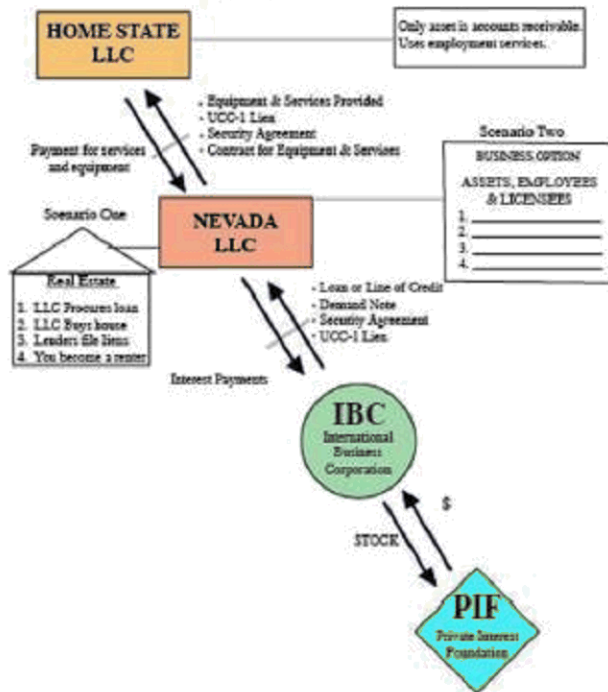 HOME STATE
LLC
Only asset is accounts receivable.
Uses employment services.
- Equipment & Services Provided
- UCC-1 Lien
- Security Agreement
- Contract for Equipment & Services
Payment for services
and equipment
Scenario Two
BUSINESS OPTION
ASSETS, EMPLOYEES
& LICENSEES
1.
2.
3.
4.
NEVADA
LLC
Scenario One
Real Estate
1. LLC Procures loan
2. LLC Buys house
3. Lenders file liens
4. You become a renter
- Loan or Line of Credit
- Demand Note
- Security Agreement
- UCC-1 Lien
Interest Payments
IBC
International
Business
Corporation
$
STOCK
PIF
Private Interest
Foundation